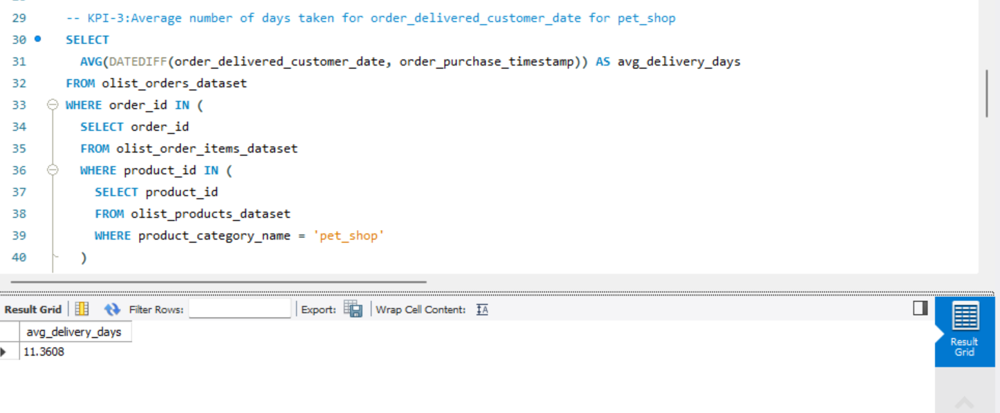 29 -- KPI-3:Average number of days taken for order_delivered_customer_date for pet_shop
30 SELECT
31 AVG(DATEDIFF(order_delivered_customer_date, order_purchase_timestamp)) AS avg_delivery_days
32 FROM olist_orders_dataset
33 WHERE order_id IN (
34 SELECT order_id
35 FROM olist_order_items_dataset
36 WHERE product_id IN (
37 SELECT product_id
38 FROM olist_products_dataset
39 WHERE product_category_name = 'pet_shop'
40 )
Result Grid Filter Rows: Export: Wrap Cell Content: IA
avg_delivery_days
11.3608
Result
Grid